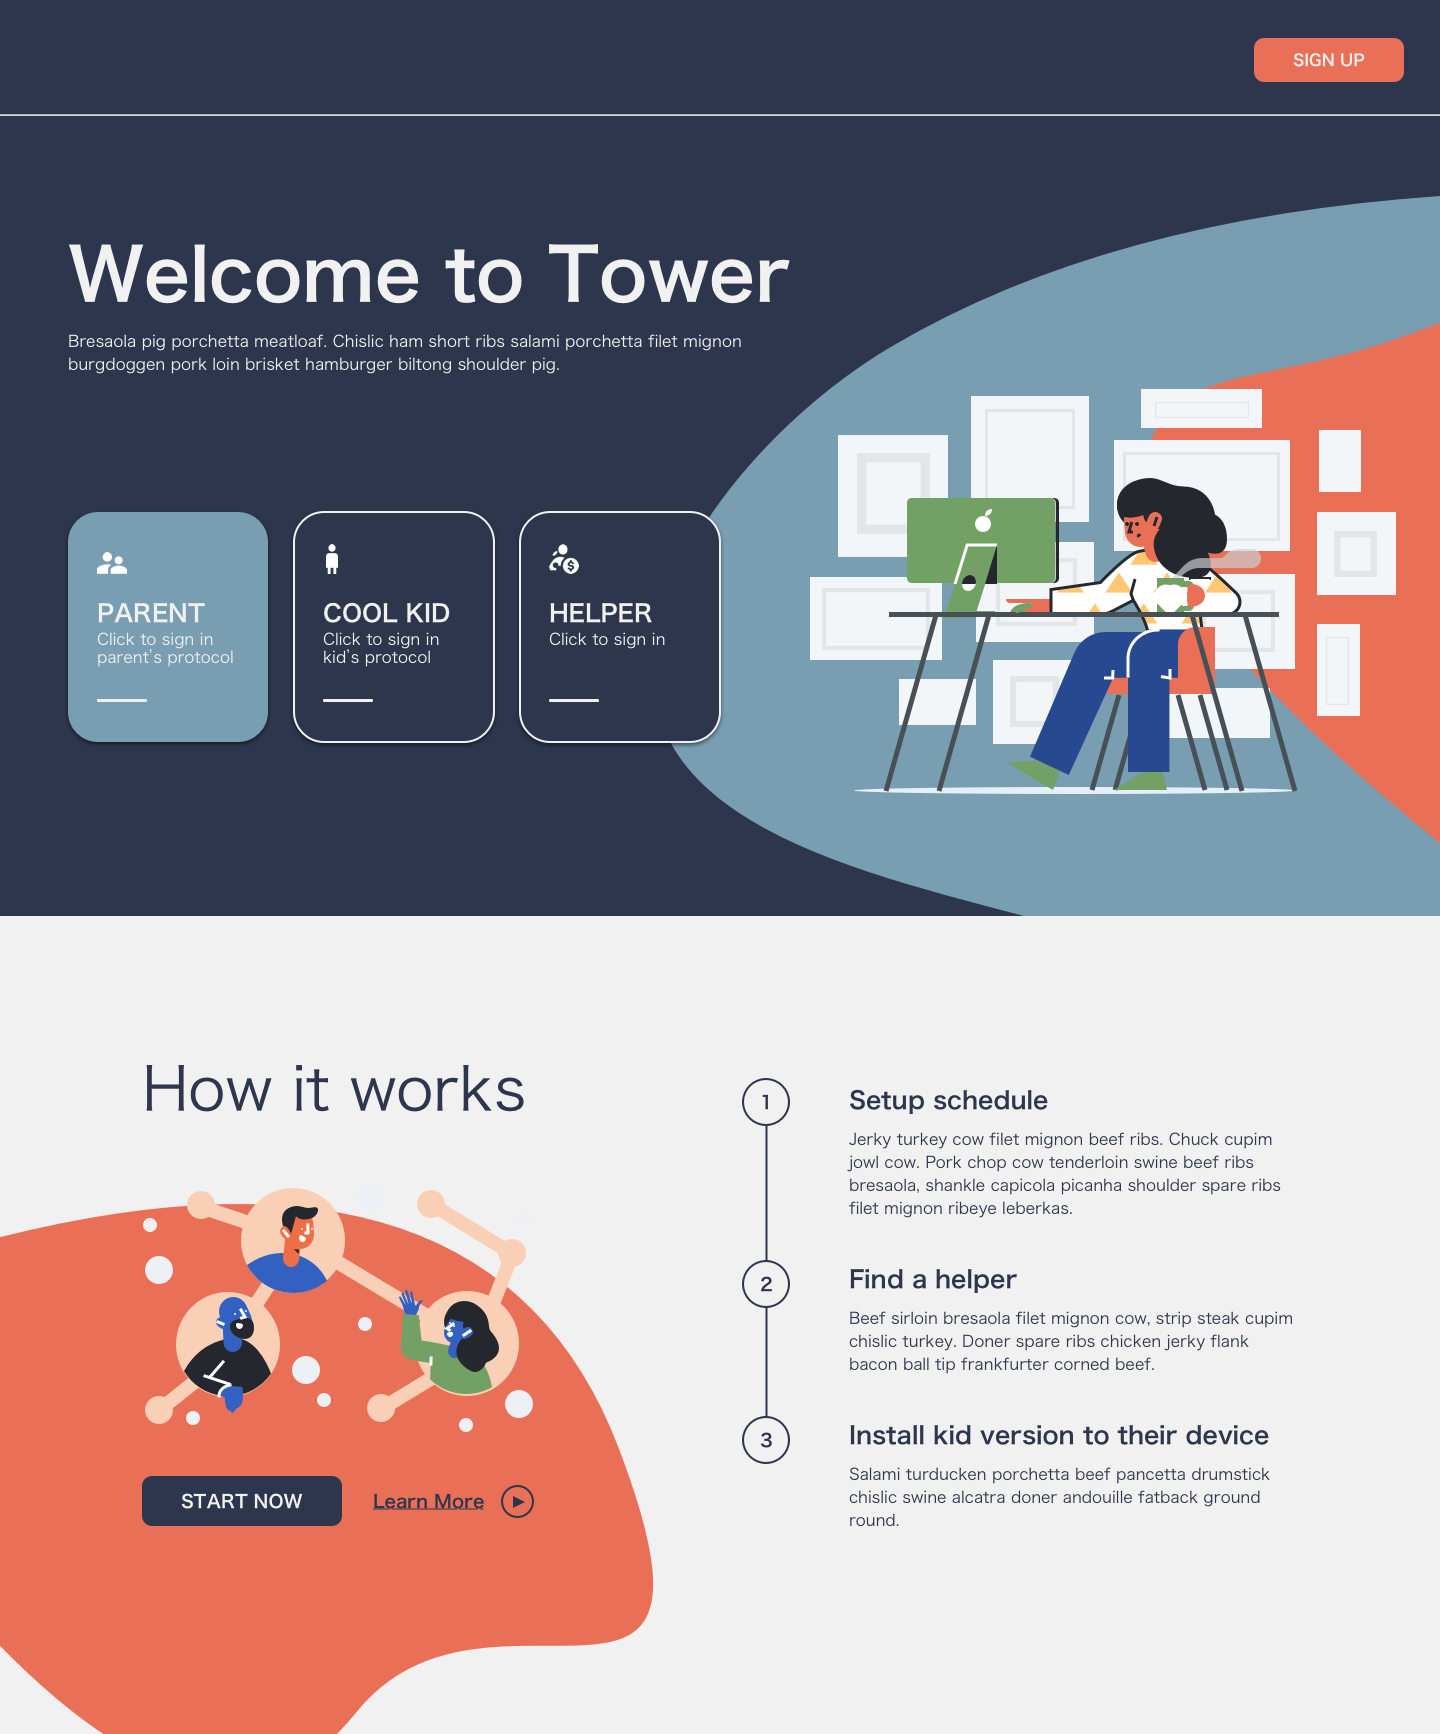 SIGN UP
Welcome to Tower
Bresaola pig porchetta meatloaf. Chislic ham short ribs salami porchetta filet mignon
burgdoggen pork loin brisket hamburger biltong shoulder pig.
PARENT
Click to sign in
parent's protocol
COOL KID
Click to sign in
kid's protocol
HELPER
Click to sign in
How it works
START NOW
Learn More
1
Setup schedule
Jerky turkey cow filet mignon beef ribs. Chuck cupim
jowl cow. Pork chop cow tenderloin swine beef ribs
bresaola, shankle capicola picanha shoulder spare ribs
filet mignon ribeye leberkas.
2
Find a helper
Beef sirloin bresaola filet mignon cow, strip steak cupim
chislic turkey. Doner spare ribs chicken jerky flank
bacon ball tip frankfurter corned beef.
3
Install kid version to their device
Salami turducken porchetta beef pancetta drumstick
chislic swine alcatra doner andouille fatback ground
round.